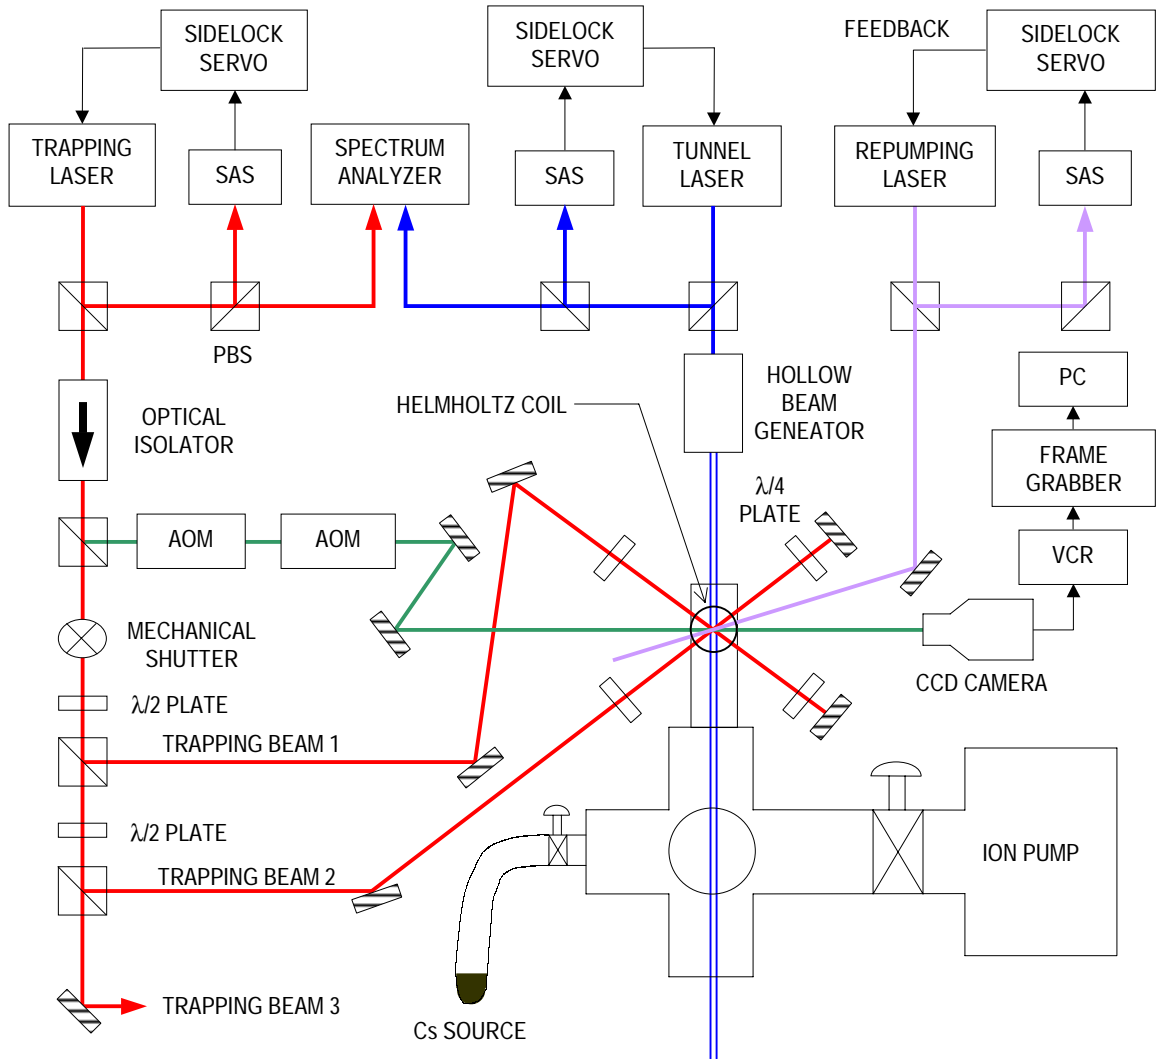 SIDELOCK
SERVO
SIDELOCK
SERVO
FEEDBACK
SIDELOCK
SERVO
TRAPPING
LASER
SAS
SPECTRUM
ANALYZER
SAS
TUNNEL
LASER
REPUMPING
LASER
SAS
PBS
OPTICAL
ISOLATOR
HELMHOLTZ COIL
HOLLOW
BEAM
GENEATOR
PC
FRAME
GRABBER
VCR
λ/4
PLATE
AOM
AOM
MECHANICAL
SHUTTER
CCD CAMERA
λ/2 PLATE
TRAPPING BEAM 1
λ/2 PLATE
TRAPPING BEAM 2
ION PUMP
TRAPPING BEAM 3
Cs SOURCE